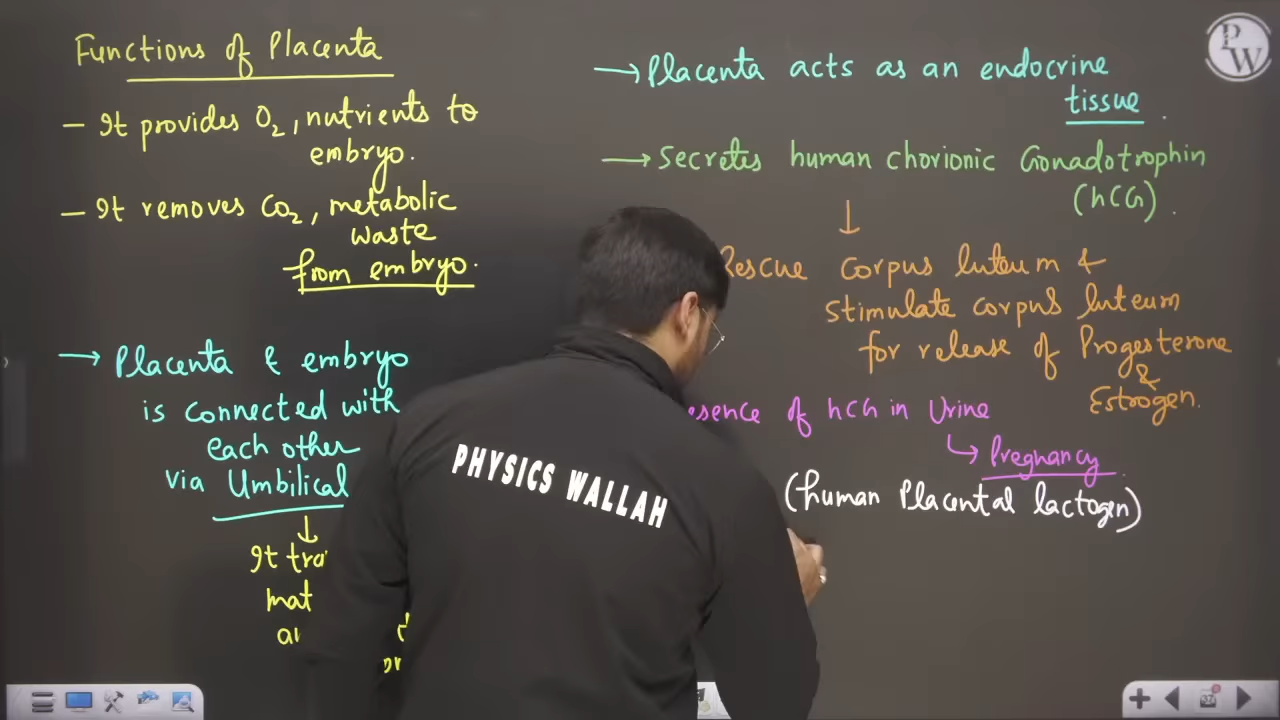 Functions of Placenta
- It provides O2, nutrients to
embryo.
- It removes CO2, metabolic
waste
from embryo.
→ Placenta & embryo
is connected with
each other
via Umbilical
↓
It
→ Placenta acts as an endocrine
tissue.
→ Secretes human chorionic Gonadotrophin
(hCG).
↓
Rescue corpus luteum &
stimulate corpus luteum
for release of Progesterone
&
Estrogen.
of hCG in Urine
↳ Pregnancy
(human Placental lactogen)
PHYSICS WALLAH
PW